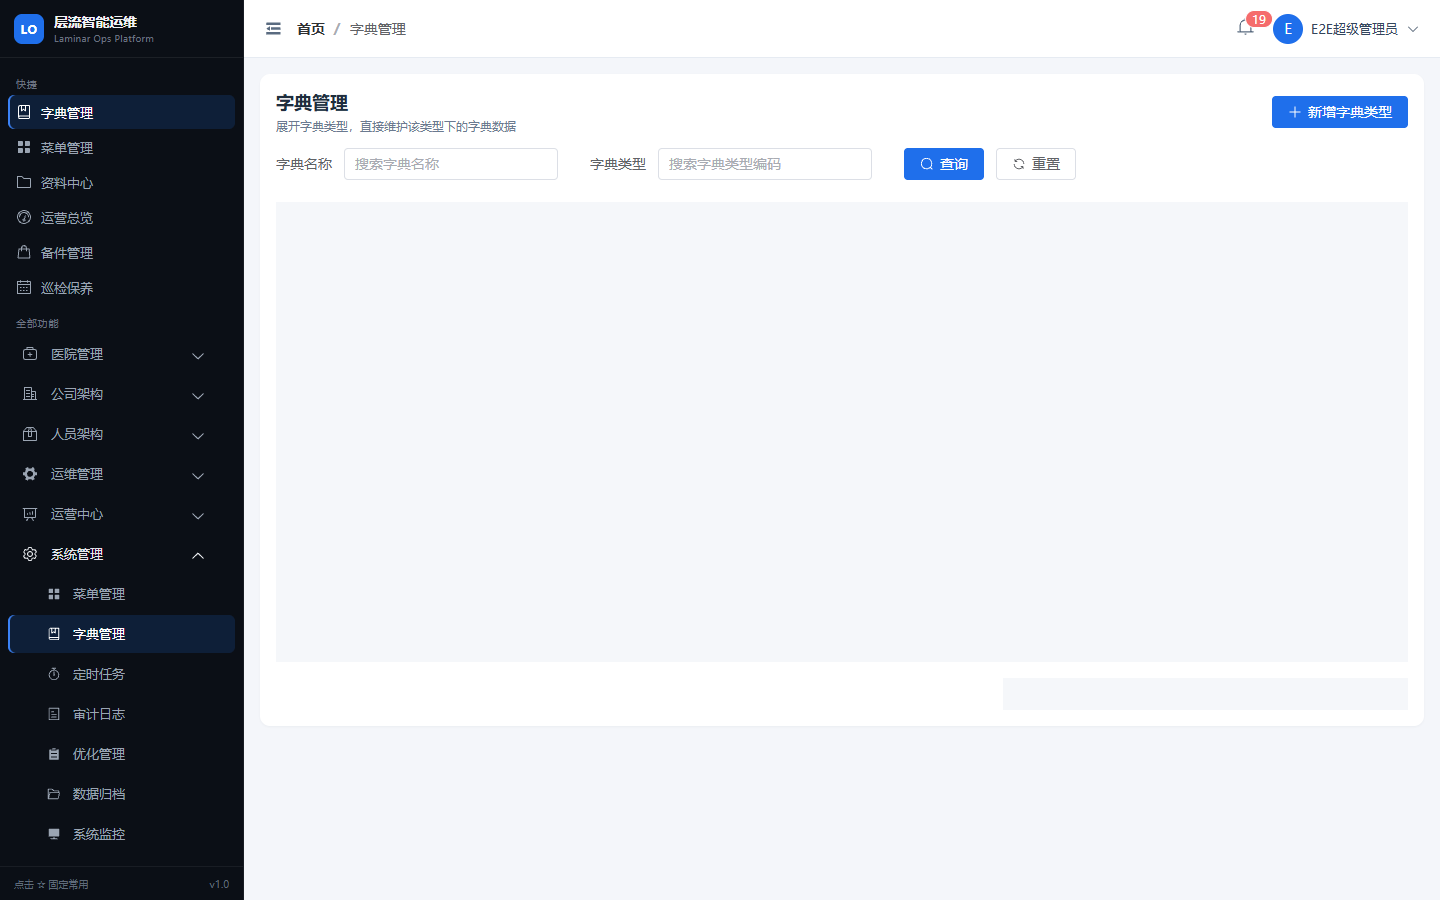 LO
层流智能运维
Laminar Ops Platform
首页 / 字典管理
19
E
E2E超级管理员
快捷
字典管理
菜单管理
资料中心
运营总览
备件管理
巡检保养
全部功能
医院管理
公司架构
人员架构
运维管理
运营中心
系统管理
菜单管理
字典管理
定时任务
审计日志
优化管理
数据归档
系统监控
点击 ☆ 固定常用
v1.0
字典管理
展开字典类型，直接维护该类型下的字典数据
新增字典类型
字典名称 搜索字典名称 字典类型 搜索字典类型编码 查询 重置